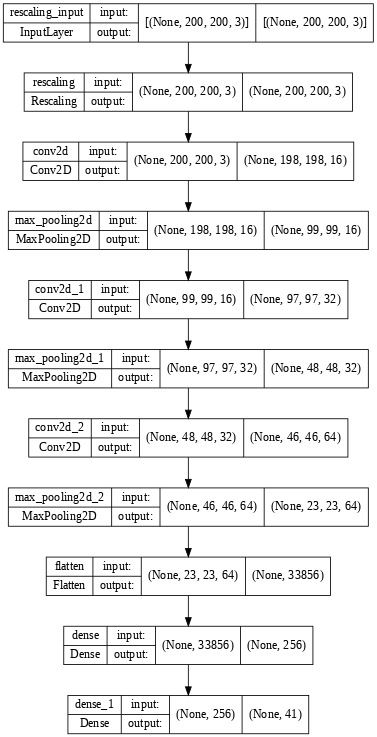 rescaling_input input: [(None, 200, 200, 3)] [(None, 200, 200, 3)]
InputLayer output:
rescaling input: (None, 200, 200, 3) (None, 200, 200, 3)
Rescaling output:
conv2d input: (None, 200, 200, 3) (None, 198, 198, 16)
Conv2D output:
max_pooling2d input: (None, 198, 198, 16) (None, 99, 99, 16)
MaxPooling2D output:
conv2d_1 input: (None, 99, 99, 16) (None, 97, 97, 32)
Conv2D output:
max_pooling2d_1 input: (None, 97, 97, 32) (None, 48, 48, 32)
MaxPooling2D output:
conv2d_2 input: (None, 48, 48, 32) (None, 46, 46, 64)
Conv2D output:
max_pooling2d_2 input: (None, 46, 46, 64) (None, 23, 23, 64)
MaxPooling2D output:
flatten input: (None, 23, 23, 64) (None, 33856)
Flatten output:
dense input: (None, 33856) (None, 256)
Dense output:
dense_1 input: (None, 256) (None, 41)
Dense output: